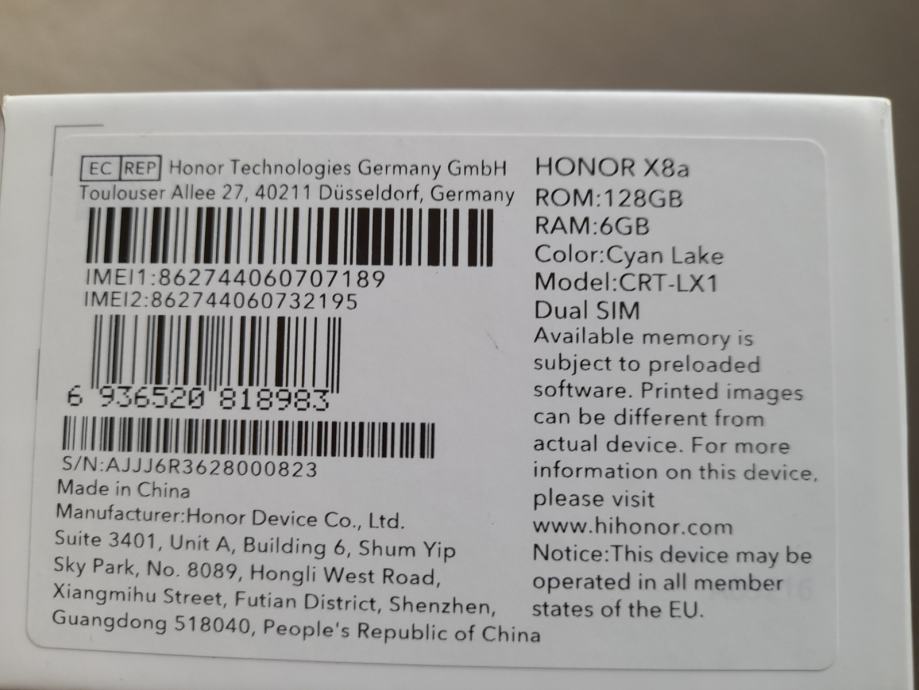 EC REP Honor Technologies Germany GmbH
Toulouser Allee 27, 40211 Düsseldorf, Germany
IMEI1:862744060707189
IMEI2:862744060732195
6 936520 818983
S/N:AJJJ6R3628000823
Made in China
Manufacturer:Honor Device Co., Ltd.
Suite 3401, Unit A, Building 6, Shum Yip
Sky Park, No. 8089, Hongli West Road,
Xiangmihu Street, Futian District, Shenzhen,
Guangdong 518040, People's Republic of China
HONOR X8a
ROM:128GB
RAM:6GB
Color:Cyan Lake
Model:CRT-LX1
Dual SIM
Available memory is
subject to preloaded
software. Printed images
can be different from
actual device. For more
information on this device,
please visit
www.hihonor.com
Notice:This device may be
operated in all member
states of the EU.